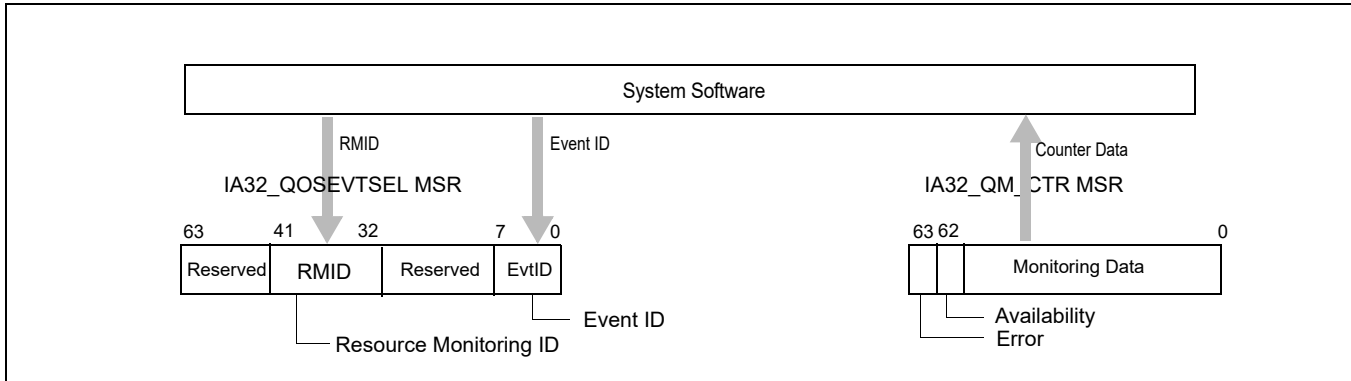 System Software
RMID
Event ID
Counter Data
IA32_QOSEVTSEL MSR
IA32_QM_CTR MSR
63 41 32 7 0
63 62 0
Reserved RMID Reserved EvtID
Monitoring Data
Event ID
Resource Monitoring ID
Availability
Error